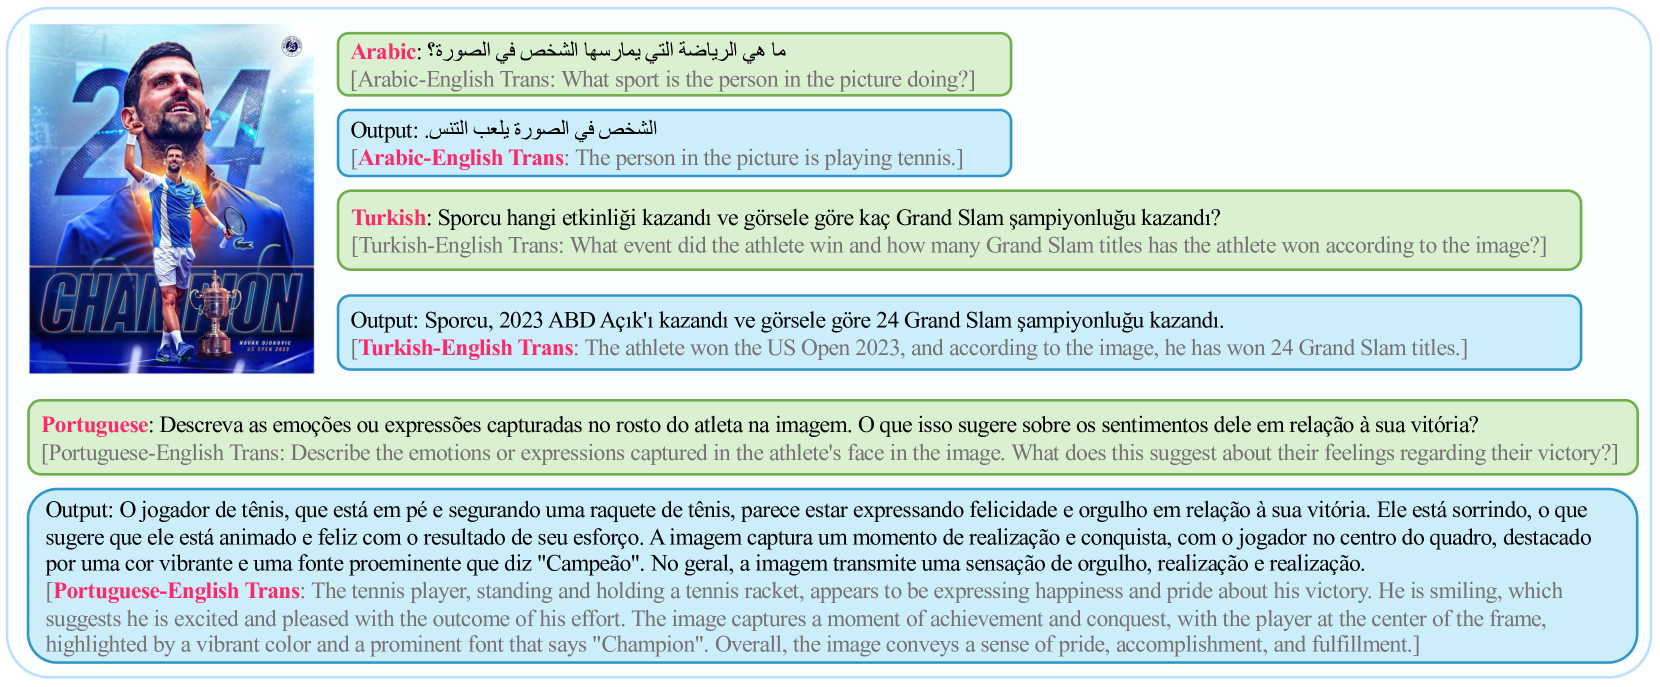 24
CHAMPION
NOVAK DJOKOVIC
US OPEN 2023
Arabic: ما هي الرياضة التي يمارسها الشخص في الصورة؟
[Arabic-English Trans: What sport is the person in the picture doing?]
Output: الشخص في الصورة يلعب التنس.
[Arabic-English Trans: The person in the picture is playing tennis.]
Turkish: Sporcu hangi etkinliği kazandı ve görsele göre kaç Grand Slam şampiyonluğu kazandı?
[Turkish-English Trans: What event did the athlete win and how many Grand Slam titles has the athlete won according to the image?]
Output: Sporcu, 2023 ABD Açık'ı kazandı ve görsele göre 24 Grand Slam şampiyonluğu kazandı.
[Turkish-English Trans: The athlete won the US Open 2023, and according to the image, he has won 24 Grand Slam titles.]
Portuguese: Descreva as emoções ou expressões capturadas no rosto do atleta na imagem. O que isso sugere sobre os sentimentos dele em relação à sua vitória?
[Portuguese-English Trans: Describe the emotions or expressions captured in the athlete's face in the image. What does this suggest about their feelings regarding their victory?]
Output: O jogador de tênis, que está em pé e segurando uma raquete de tênis, parece estar expressando felicidade e orgulho em relação à sua vitória. Ele está sorrindo, o que
sugere que ele está animado e feliz com o resultado de seu esforço. A imagem captura um momento de realização e conquista, com o jogador no centro do quadro, destacado
por uma cor vibrante e uma fonte proeminente que diz "Campeão". No geral, a imagem transmite uma sensação de orgulho, realização e realização.
[Portuguese-English Trans: The tennis player, standing and holding a tennis racket, appears to be expressing happiness and pride about his victory. He is smiling, which
suggests he is excited and pleased with the outcome of his effort. The image captures a moment of achievement and conquest, with the player at the center of the frame,
highlighted by a vibrant color and a prominent font that says "Champion". Overall, the image conveys a sense of pride, accomplishment, and fulfillment.]